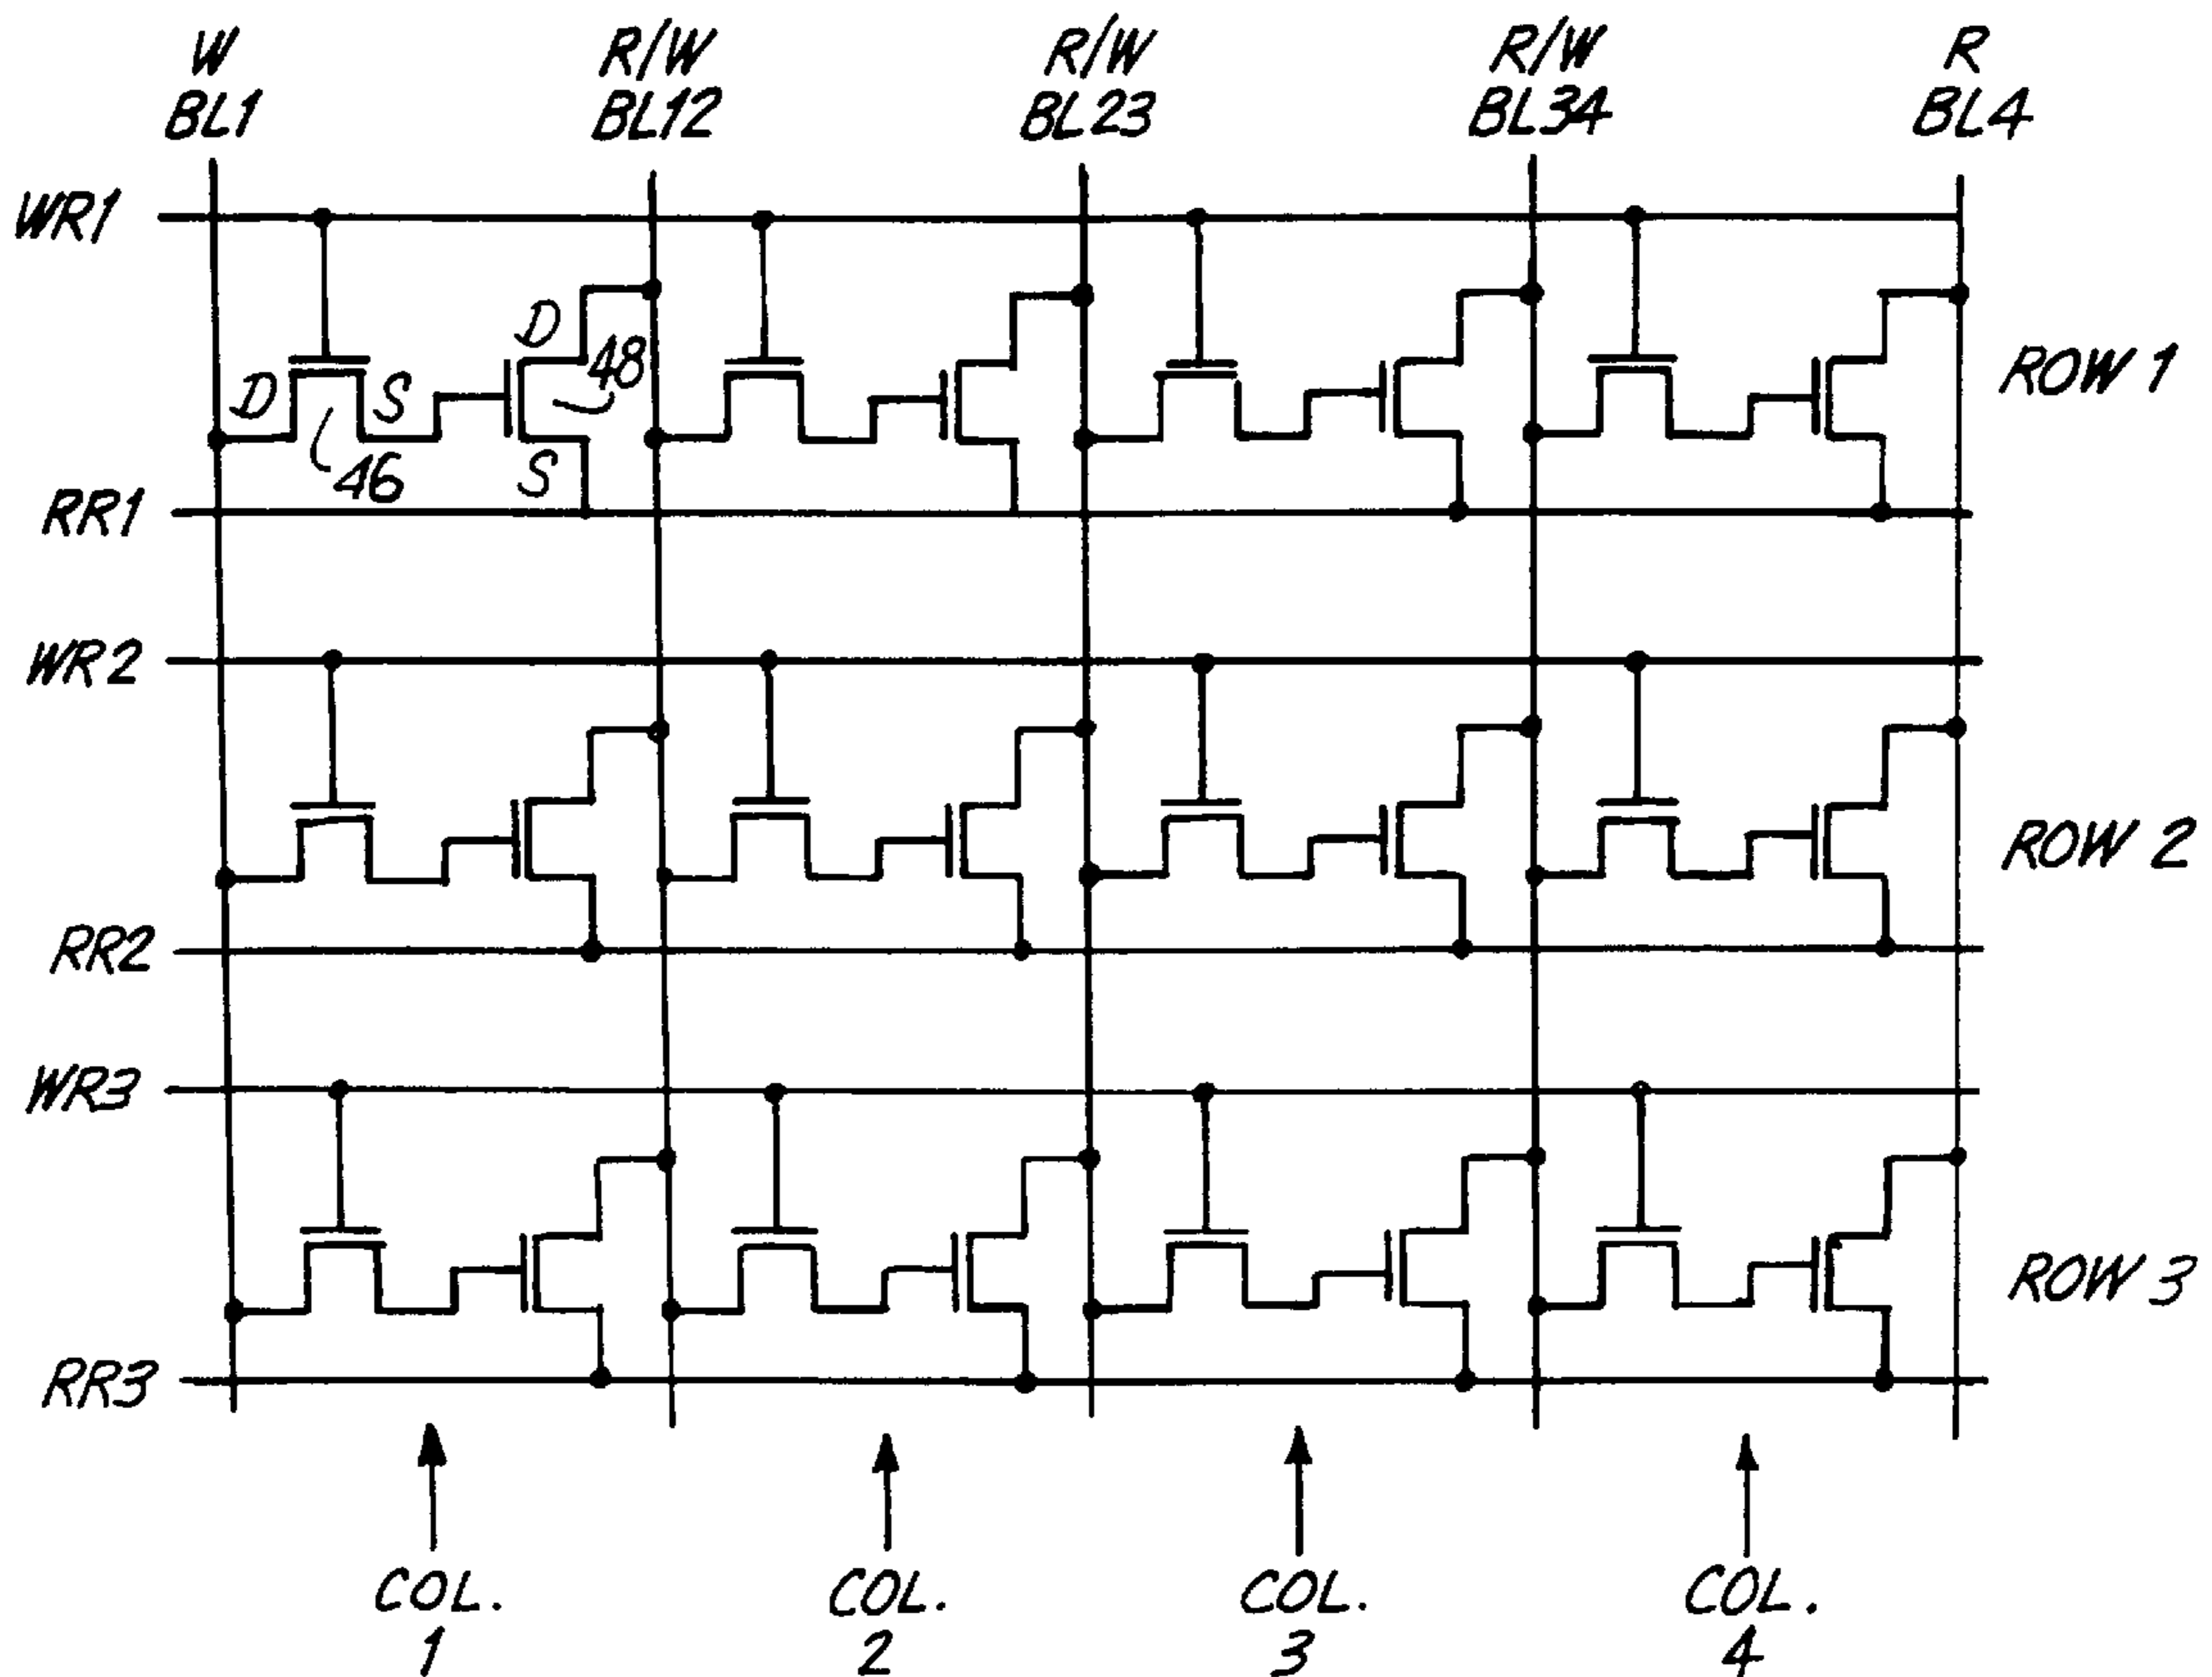 W R/W R/W R/W R
BL1 BL12 BL23 BL34 BL4
WR1
D
48
D S
ROW 1
46 S
RR1
WR2
ROW 2
RR2
WR3
ROW 3
RR3
COL. COL. COL. COL.
1 2 3 4